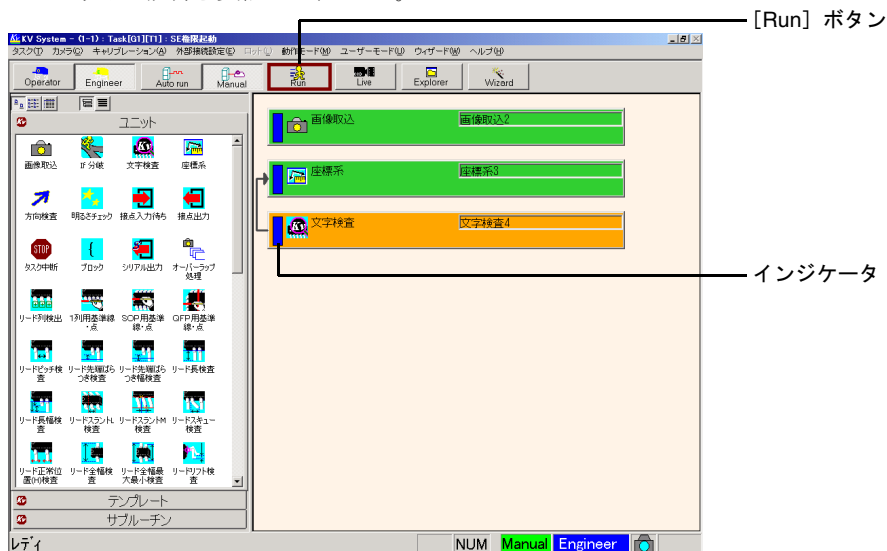 [Run] ボタン
KV System - (1-1) : Task[G1][T1] : SE権限起動
タスク(T) カメラ(C) キャリブレーション(A) 外部接続設定(E) ロット(L) 動作モード(M) ユーザーモード(U) ウィザード(W) ヘルプ(H)
Operator Engineer Auto run Manual Run Live Explorer Wizard
ユニット
画像取込 IF分岐 文字検査 座標系
方向検査 明るさチェック 接点入力待ち 接点出力
STOP
タスク中断 ブロック シリアル出力 オーバーラップ
処理
リード列検出 1列用基準線 SOP用基準 QFP用基準
・点 線・点 線・点
リードピッチ検 リード先端ばら リード先端ばら リード長検査
査 つき検査 つき幅検査
リード長幅検 リードスラントL リードスラントM リードスキュー
査 検査 検査 検査
リード正常位 リード全幅検 リード全幅最 リードリフト検
置(H)検査 査 大最小検査 査
テンプレート
サブルーチン
画像取込 画像取込2
座標系 座標系3
文字検査 文字検査4
インジケータ
レディ NUM Manual Engineer